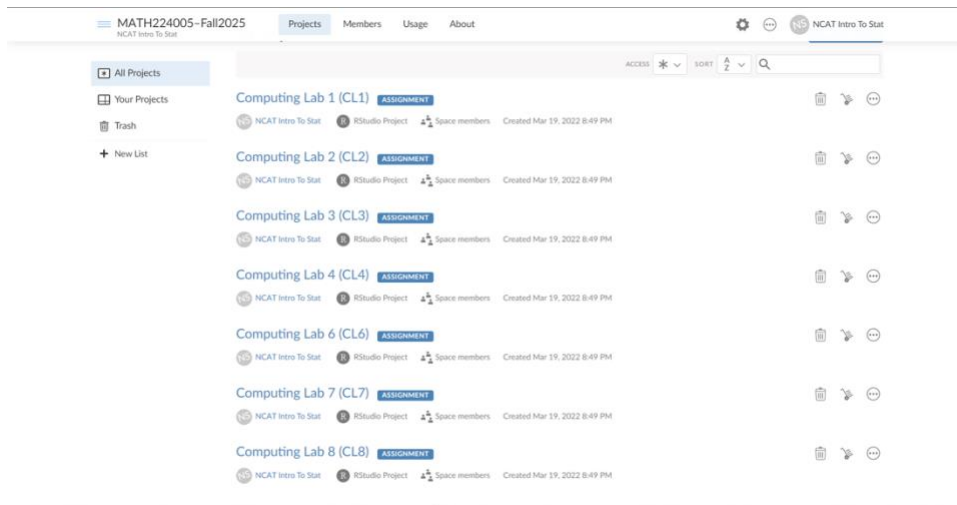 MATH224005-Fall2025 Projects Members Usage About NS NCAT Intro To Stat
NCAT Intro To Stat
ACCESS SORT A Z
All Projects
Your Projects
Trash
New List
Computing Lab 1 (CL1) ASSIGNMENT
NS NCAT Intro To Stat R RStudio Project Space members Created Mar 19, 2022 8:49 PM
Computing Lab 2 (CL2) ASSIGNMENT
NS NCAT Intro To Stat R RStudio Project Space members Created Mar 19, 2022 8:49 PM
Computing Lab 3 (CL3) ASSIGNMENT
NS NCAT Intro To Stat R RStudio Project Space members Created Mar 19, 2022 8:49 PM
Computing Lab 4 (CL4) ASSIGNMENT
NS NCAT Intro To Stat R RStudio Project Space members Created Mar 19, 2022 8:49 PM
Computing Lab 6 (CL6) ASSIGNMENT
NS NCAT Intro To Stat R RStudio Project Space members Created Mar 19, 2022 8:49 PM
Computing Lab 7 (CL7) ASSIGNMENT
NS NCAT Intro To Stat R RStudio Project Space members Created Mar 19, 2022 8:49 PM
Computing Lab 8 (CL8) ASSIGNMENT
NS NCAT Intro To Stat R RStudio Project Space members Created Mar 19, 2022 8:49 PM